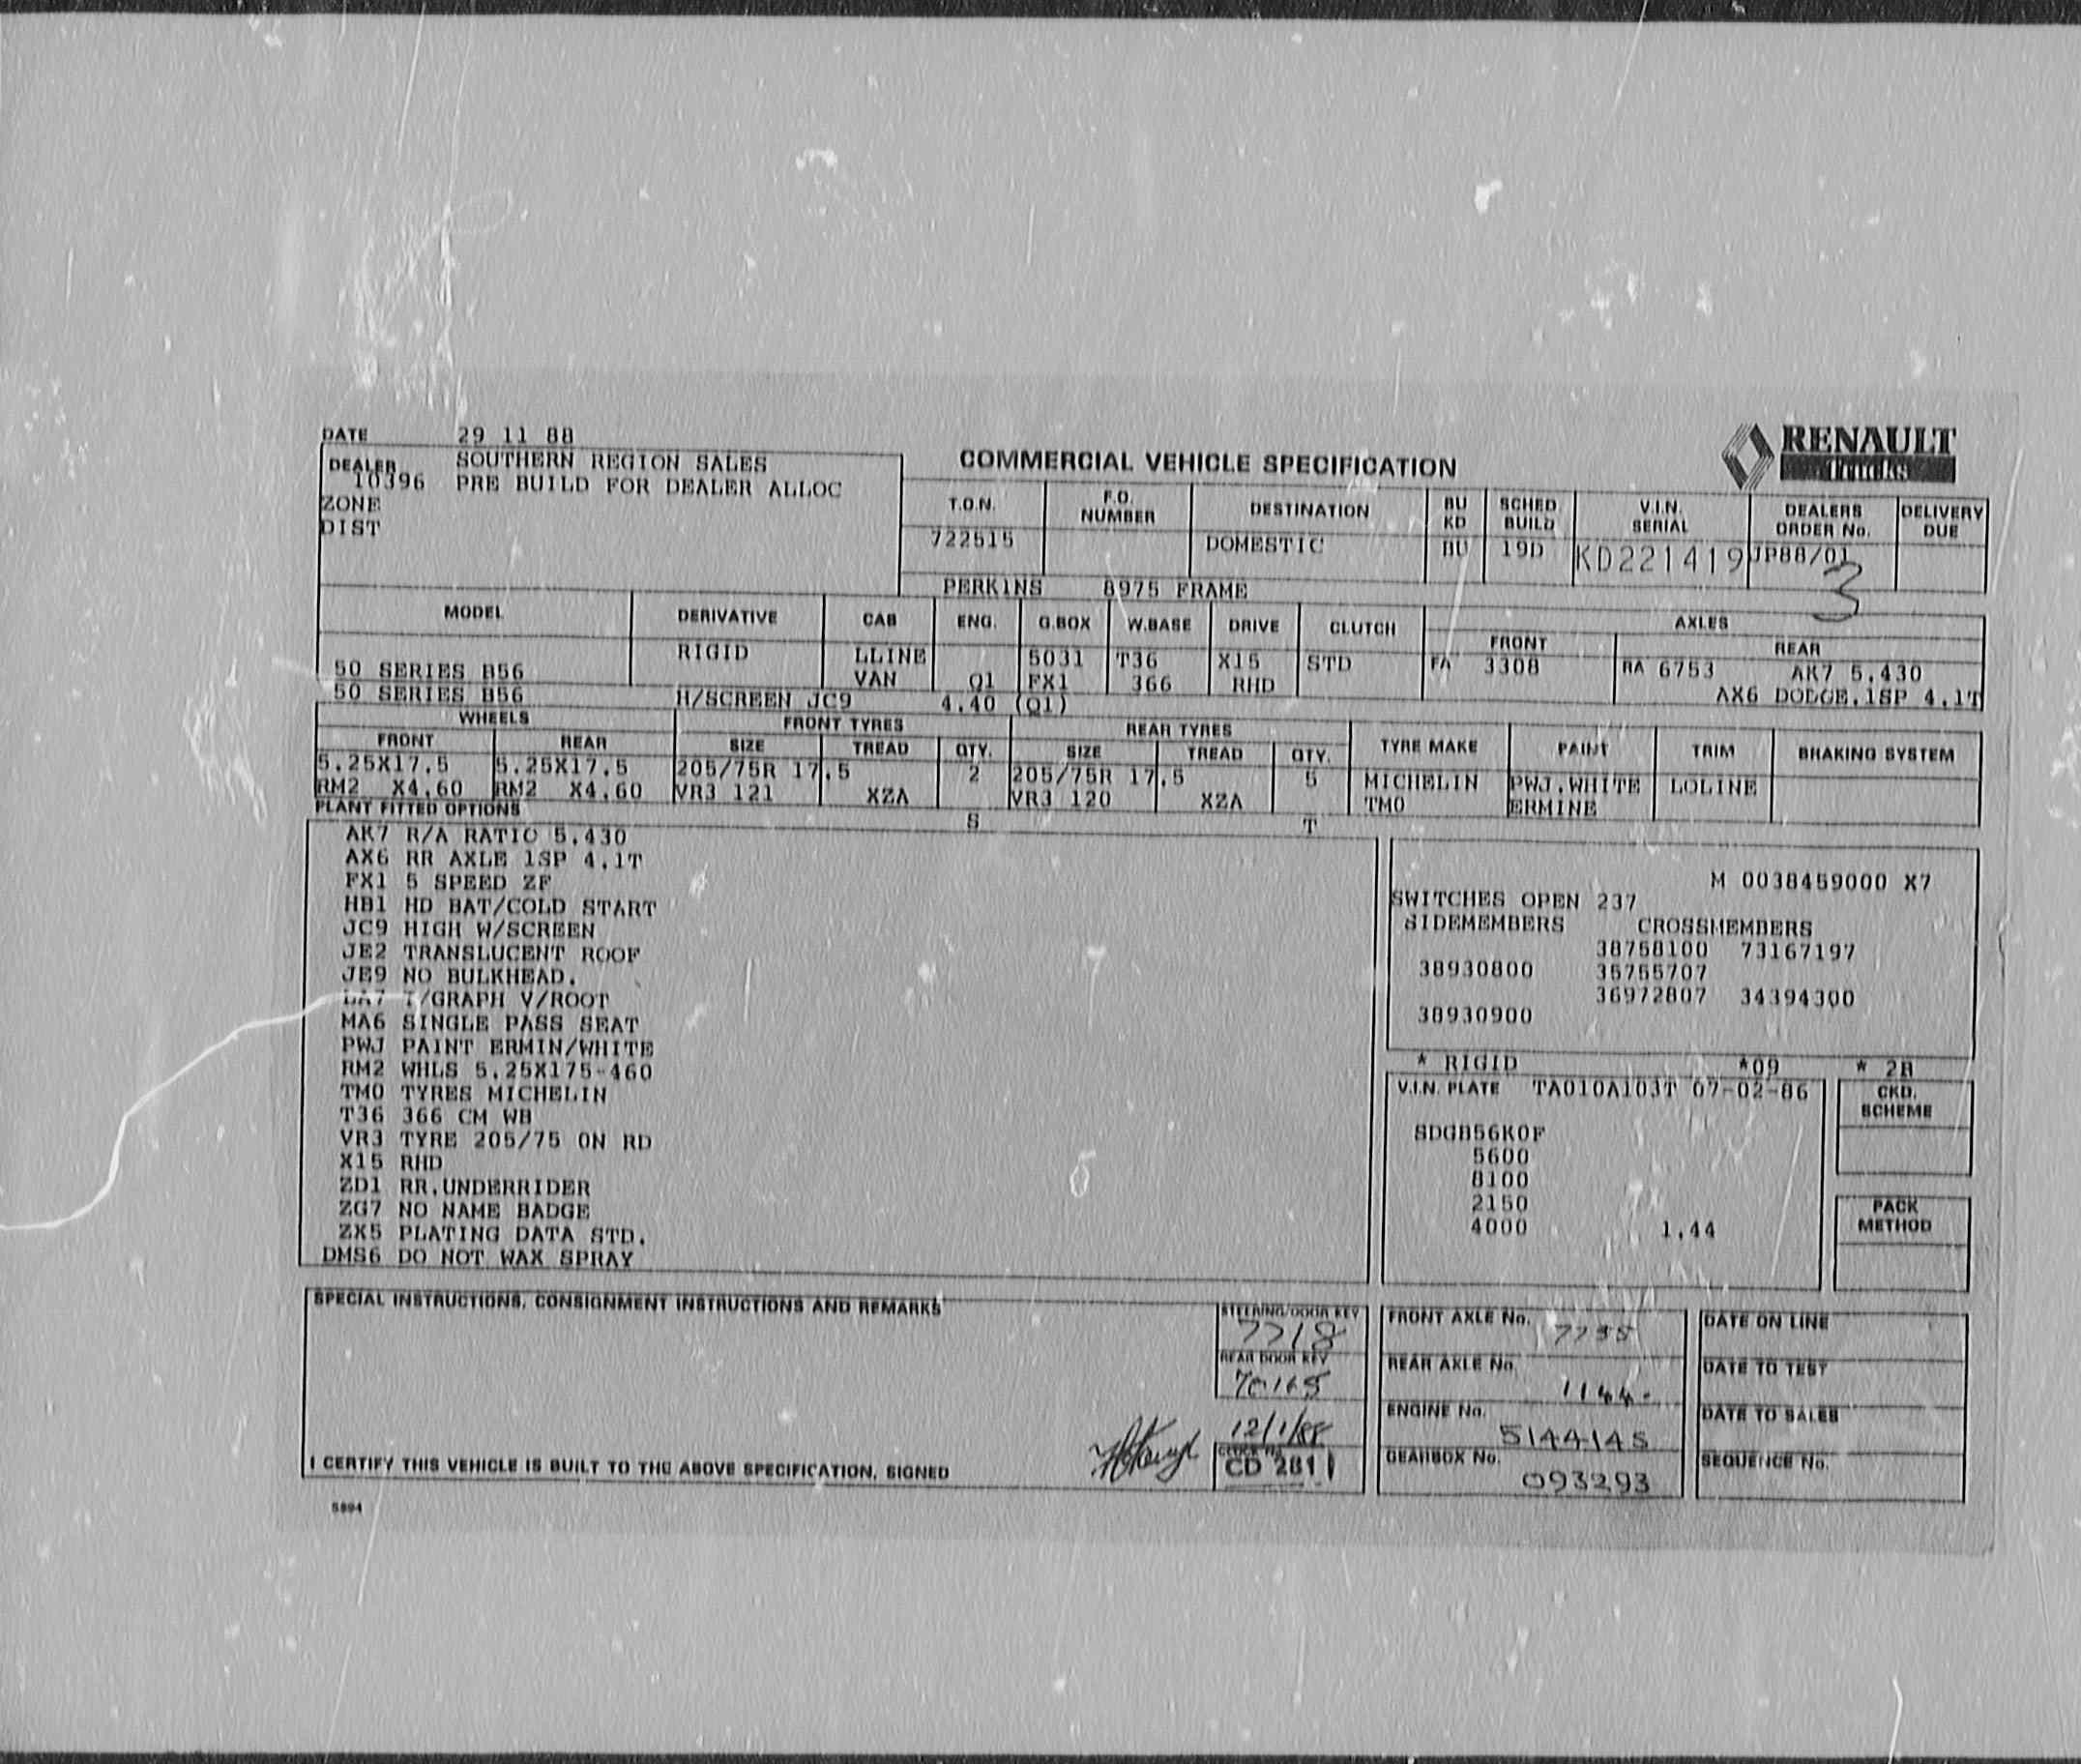 DATE 29 11 88
DEALER SOUTHERN REGION SALES
10396 PRE BUILD FOR DEALER ALLOC
ZONE
DIST
COMMERCIAL VEHICLE SPECIFICATION
RENAULT
Trucks
T.O.N. F.O. NUMBER DESTINATION BU KD SCHED BUILD V.I.N. SERIAL DEALERS ORDER No. DELIVERY DUE
722515 DOMESTIC BU 19D KD221419 JP88/01
3
PERKINS 8975 FRAME
MODEL DERIVATIVE CAB ENG. G.BOX W.BASE DRIVE CLUTCH AXLES
FRONT REAR
RIGID LLINE 5031 T36 X15 STD FA 3308 RA 6753 AK7 5.430
50 SERIES B56 VAN Q1 FX1 366 RHD AX6 DODGE.1SP 4.1T
50 SERIES B56 H/SCREEN JC9 4.40 (Q1)
WHEELS FRONT TYRES REAR TYRES
FRONT REAR SIZE TREAD QTY. SIZE TREAD QTY. TYRE MAKE PAINT TRIM BRAKING SYSTEM
5.25X17.5 5.25X17.5 205/75R 17.5 2 205/75R 17.5 5 MICHELIN PWJ.WHITE LOLINE
RM2 X4.60 RM2 X4.60 VR3 121 XZA VR3 120 XZA TM0 ERMINE
PLANT FITTED OPTIONS S T
AK7 R/A RATIO 5.430
AX6 RR AXLE 1SP 4.1T
FX1 5 SPEED ZF
HB1 HD BAT/COLD START
JC9 HIGH W/SCREEN
JE2 TRANSLUCENT ROOF
JE9 NO BULKHEAD.
LA7 T/GRAPH V/ROOT
MA6 SINGLE PASS SEAT
PWJ PAINT ERMIN/WHITE
RM2 WHLS 5.25X175-460
TM0 TYRES MICHELIN
T36 366 CM WB
VR3 TYRE 205/75 ON RD
X15 RHD
ZD1 RR.UNDERRIDER
ZG7 NO NAME BADGE
ZX5 PLATING DATA STD.
DMS6 DO NOT WAX SPRAY
M 0038459000 X7
SWITCHES OPEN 237
SIDEMEMBERS CROSSMEMBERS
38758100 73167197
38930800 35755707
36972807 34394300
38930900
* RIGID *09 * 2B
V.I.N. PLATE TA010A103T 07-02-86
SDGB56K0F
5600
8100
2150
4000 1.44
CKD. SCHEME
PACK METHOD
SPECIAL INSTRUCTIONS, CONSIGNMENT INSTRUCTIONS AND REMARKS
STEERING/DOOR KEY
7718
REAR DOOR KEY
70165
12/1/88
CLOCK No.
CD 281
I CERTIFY THIS VEHICLE IS BUILT TO THE ABOVE SPECIFICATION, SIGNED
FRONT AXLE No. 7735
REAR AXLE No. 1144.
ENGINE No. 5144145
GEARBOX No. 093293
DATE ON LINE
DATE TO TEST
DATE TO SALES
SEQUENCE No.
5894